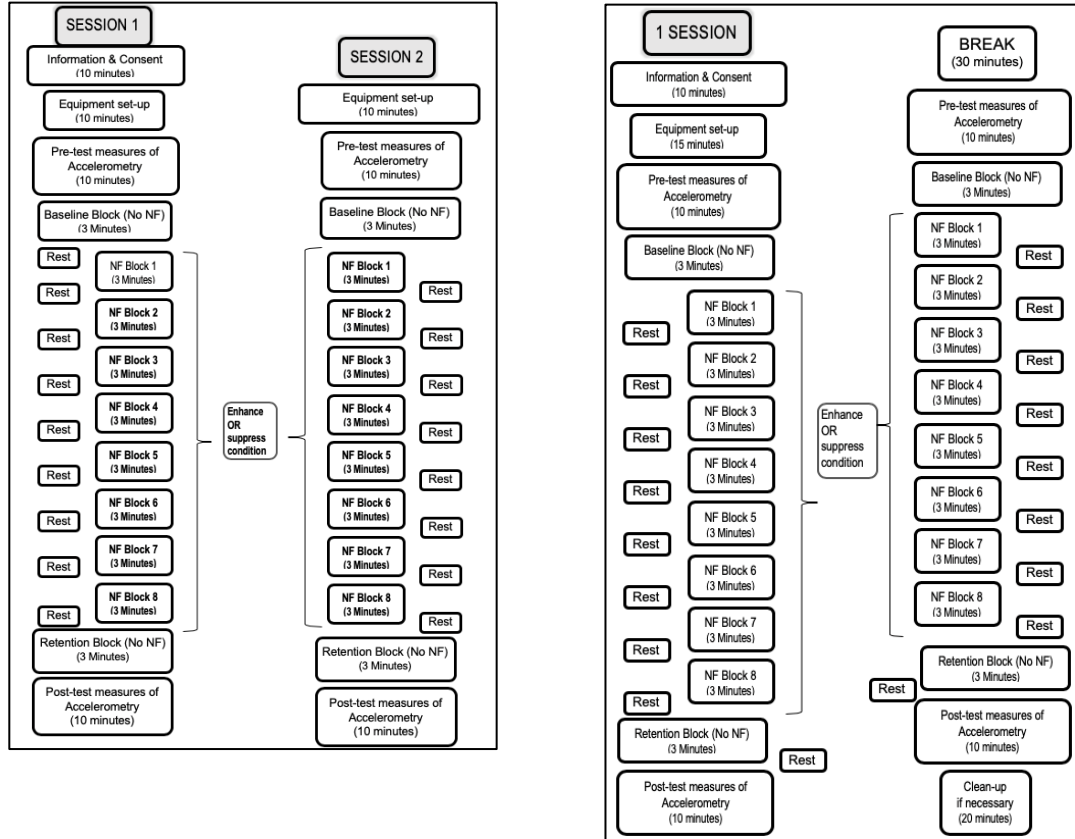 SESSION 1
Information & Consent
(10 minutes)
Equipment set-up
(10 minutes)
Pre-test measures of
Accelerometry
(10 minutes)
Baseline Block (No NF)
(3 Minutes)
Rest
NF Block 1
(3 Minutes)
Rest
NF Block 2
(3 Minutes)
Rest
NF Block 3
(3 Minutes)
Rest
NF Block 4
(3 Minutes)
Rest
NF Block 5
(3 Minutes)
Rest
NF Block 6
(3 Minutes)
Rest
NF Block 7
(3 Minutes)
Rest
NF Block 8
(3 Minutes)
Rest
Retention Block (No NF)
(3 Minutes)
Post-test measures of
Accelerometry
(10 minutes)
Enhance
OR
suppress
condition
SESSION 2
Equipment set-up
(10 minutes)
Pre-test measures of
Accelerometry
(10 minutes)
Baseline Block (No NF)
(3 Minutes)
NF Block 1
(3 Minutes)
Rest
NF Block 2
(3 Minutes)
Rest
NF Block 3
(3 Minutes)
Rest
NF Block 4
(3 Minutes)
Rest
NF Block 5
(3 Minutes)
Rest
NF Block 6
(3 Minutes)
Rest
NF Block 7
(3 Minutes)
Rest
NF Block 8
(3 Minutes)
Rest
Retention Block (No NF)
(3 Minutes)
Post-test measures of
Accelerometry
(10 minutes)
1 SESSION
Information & Consent
(10 minutes)
Equipment set-up
(15 minutes)
Pre-test measures of
Accelerometry
(10 minutes)
Baseline Block (No NF)
(3 Minutes)
NF Block 1
(3 Minutes)
Rest
NF Block 2
(3 Minutes)
Rest
NF Block 3
(3 Minutes)
Rest
NF Block 4
(3 Minutes)
Rest
NF Block 5
(3 Minutes)
Rest
NF Block 6
(3 Minutes)
Rest
NF Block 7
(3 Minutes)
Rest
NF Block 8
(3 Minutes)
Rest
Retention Block (No NF)
(3 Minutes)
Rest
Post-test measures of
Accelerometry
(10 minutes)
Enhance
OR
suppress
condition
BREAK
(30 minutes)
Pre-test measures of
Accelerometry
(10 minutes)
Baseline Block (No NF)
(3 Minutes)
NF Block 1
(3 Minutes)
Rest
NF Block 2
(3 Minutes)
Rest
NF Block 3
(3 Minutes)
Rest
NF Block 4
(3 Minutes)
Rest
NF Block 5
(3 Minutes)
Rest
NF Block 6
(3 Minutes)
Rest
NF Block 7
(3 Minutes)
Rest
NF Block 8
(3 Minutes)
Rest
Retention Block (No NF)
(3 Minutes)
Rest
Post-test measures of
Accelerometry
(10 minutes)
Clean-up
if necessary
(20 minutes)